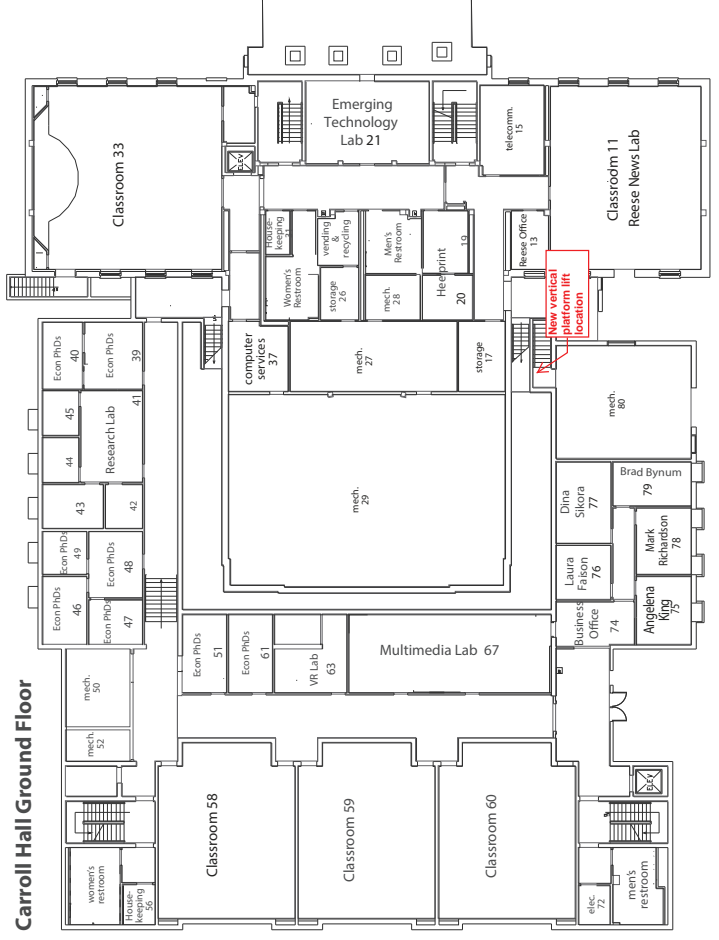 Carroll Hall Ground Floor
Emerging
Technology
Lab 21
telecomm.
15
Classroom 33
ELEV
Classrodm 11
Reese News Lab
House-
keeping
31
vending
&
recycling
Men's
Restroom
Heelprint
19
20
Reese Office
13
Women's
Restroom
storage
26
mech.
28
New vertical
platform lift
location
computer
services
37
mech.
27
storage
17
Econ PhDs
40
Econ PhDs
39
45
41
Research Lab
44
43
42
Econ PhDs
49
Econ PhDs
48
Econ PhDs
46
Econ PhDs
47
mech.
29
mech.
80
Dina
Sikora
77
Brad Bynum
79
Laura
Faison
76
Mark
Richardson
78
Business
Office
74
Angelena
King
75
Econ PhDs
51
Econ PhDs
61
VR Lab
63
Multimedia Lab 67
mech.
50
mech.
52
Classroom 58
Classroom 59
Classroom 60
ELEV
women's
restroom
House-
keeping
56
elec.
72
men's
restroom